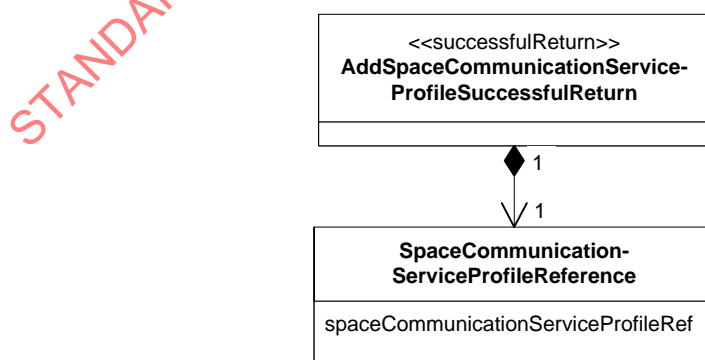 STANDAR
<<successfulReturn>>
AddSpaceCommunicationService-
ProfileSuccessfulReturn
1
1
SpaceCommunication-
ServiceProfileReference
spaceCommunicationServiceProfileRef